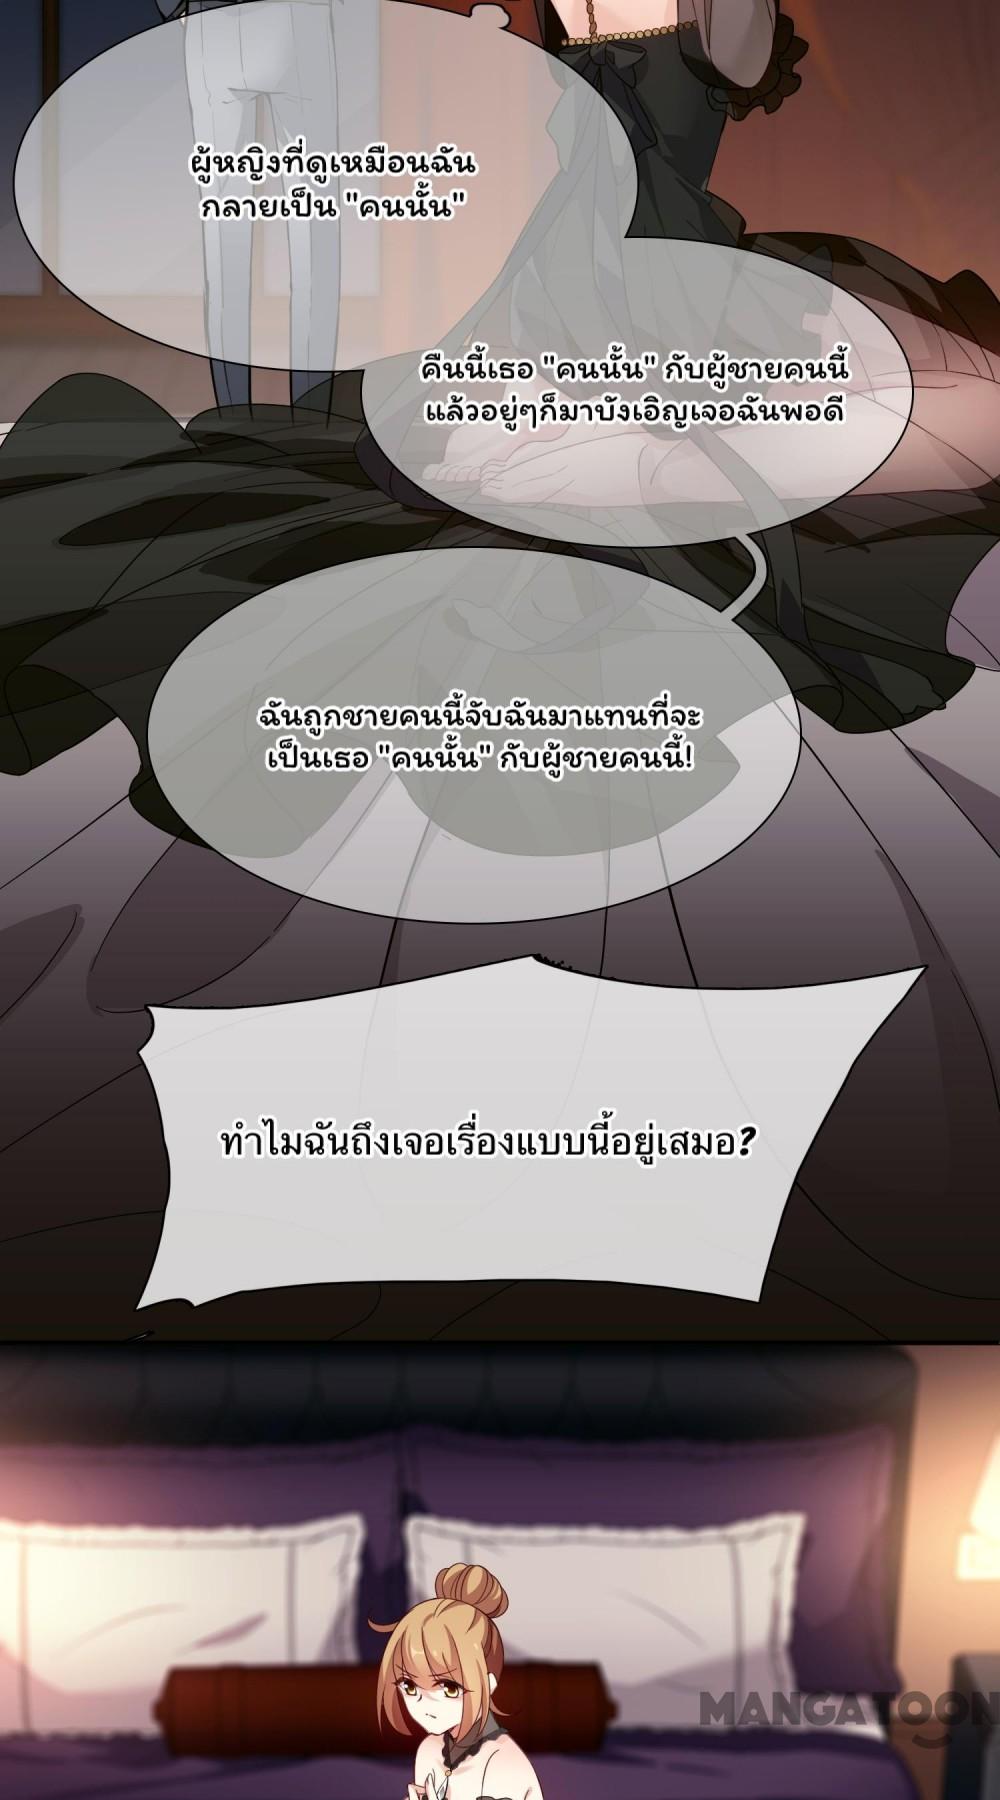 ผู้หญิงที่ดูเหมือนฉัน
กลายเป็น "คนนั้น"
คืนนี้เธอ "คนนั้น" กับผู้ชายคนนี้
แล้วอยู่ๆก็มาบังเอิญเจอฉันพอดี
ฉันถูกชายคนนี้จับฉันมาแทนที่จะ
เป็นเธอ "คนนั้น" กับผู้ชายคนนี้!
ทำไมฉันถึงเจอเรื่องแบบนี้อยู่เสมอ?
MANGATOON